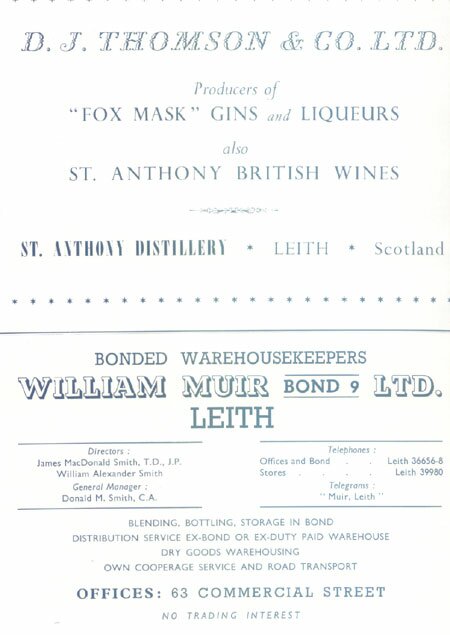 D. J. THOMSON & CO. LTD.
Producers of
"FOX MASK" GINS and LIQUEURS
also
ST. ANTHONY BRITISH WINES
ST. ANTHONY DISTILLERY * LEITH * Scotland
BONDED WAREHOUSEKEEPERS
WILLIAM MUIR BOND 9 LTD.
LEITH
Directors :
James MacDonald Smith, T.D., J.P.
William Alexander Smith
General Manager :
Donald M. Smith, C.A.
Telephones :
Offices and Bond . . Leith 36656-8
Stores . . . . Leith 39980
Telegrams :
" Muir, Leith "
BLENDING, BOTTLING, STORAGE IN BOND
DISTRIBUTION SERVICE EX-BOND OR EX-DUTY PAID WAREHOUSE
DRY GOODS WAREHOUSING
OWN COOPERAGE SERVICE AND ROAD TRANSPORT
OFFICES: 63 COMMERCIAL STREET
NO TRADING INTEREST